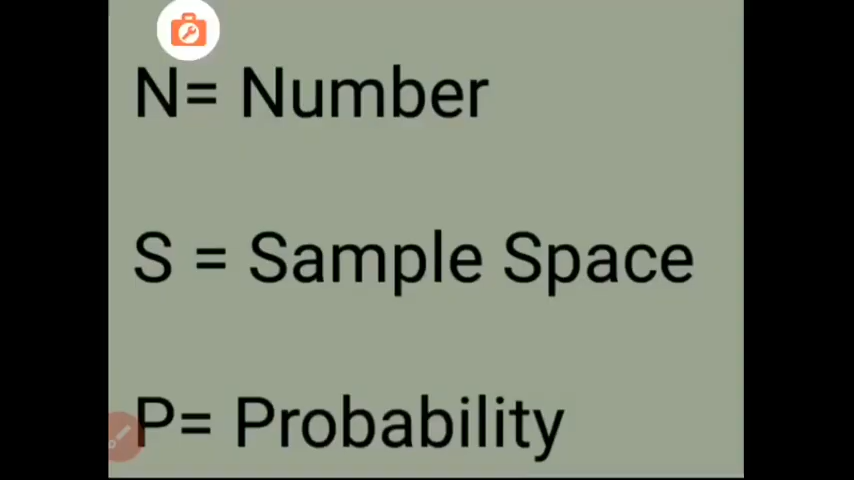 N= Number
S = Sample Space
P= Probability